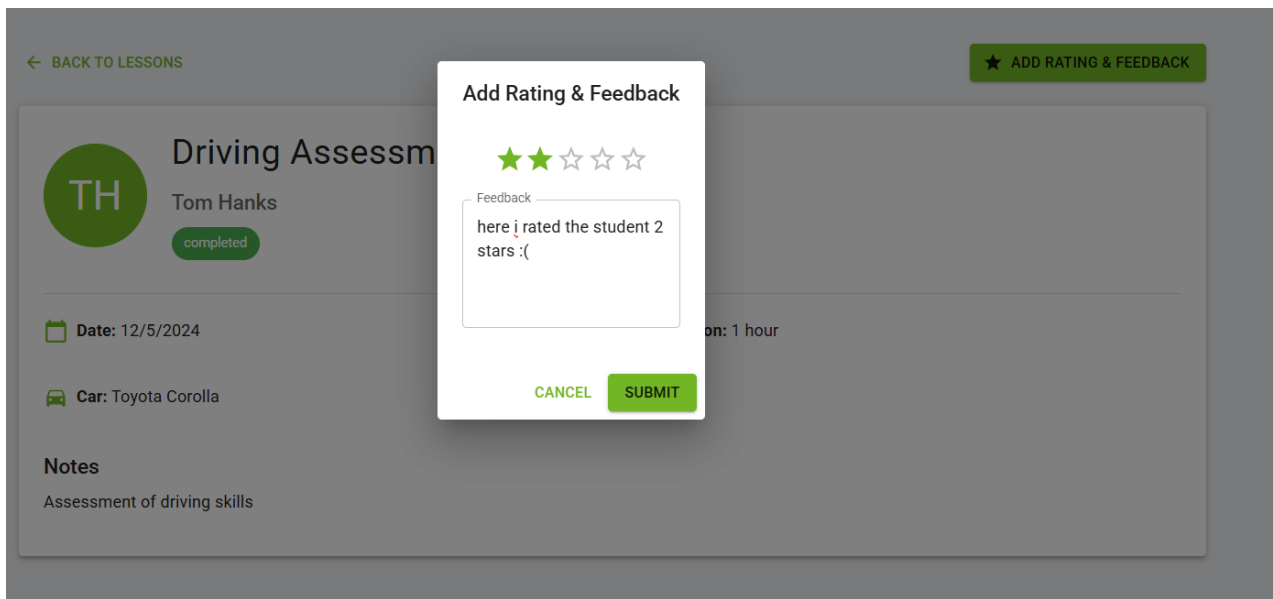 BACK TO LESSONS
ADD RATING & FEEDBACK
Add Rating & Feedback
TH
Driving Assessm
Tom Hanks
completed
Feedback
here i rated the student 2
stars :(
Date: 12/5/2024
on: 1 hour
Car: Toyota Corolla
CANCEL
SUBMIT
Notes
Assessment of driving skills